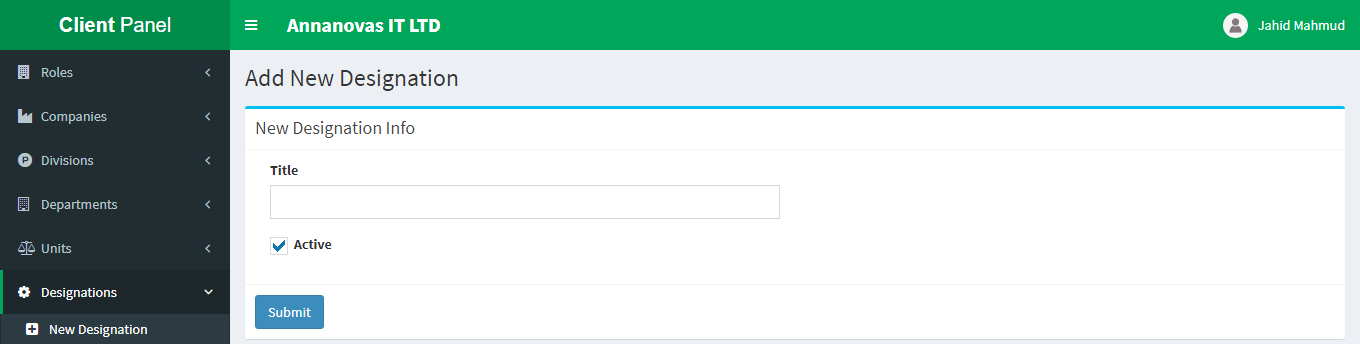 Client Panel
Annanovas IT LTD
Jahid Mahmud
Roles
Companies
Divisions
Departments
Units
Designations
New Designation
Add New Designation
New Designation Info
Title
Active
Submit